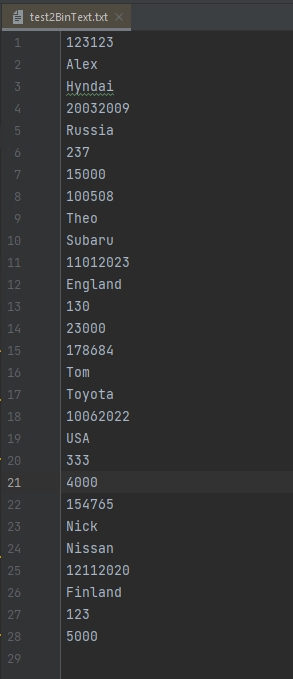 test2BinText.txt
1 123123
2 Alex
3 Hyndai
4 20032009
5 Russia
6 237
7 15000
8 100508
9 Theo
10 Subaru
11 11012023
12 England
13 130
14 23000
15 178684
16 Tom
17 Toyota
18 10062022
19 USA
20 333
21 4000
22 154765
23 Nick
24 Nissan
25 12112020
26 Finland
27 123
28 5000
29